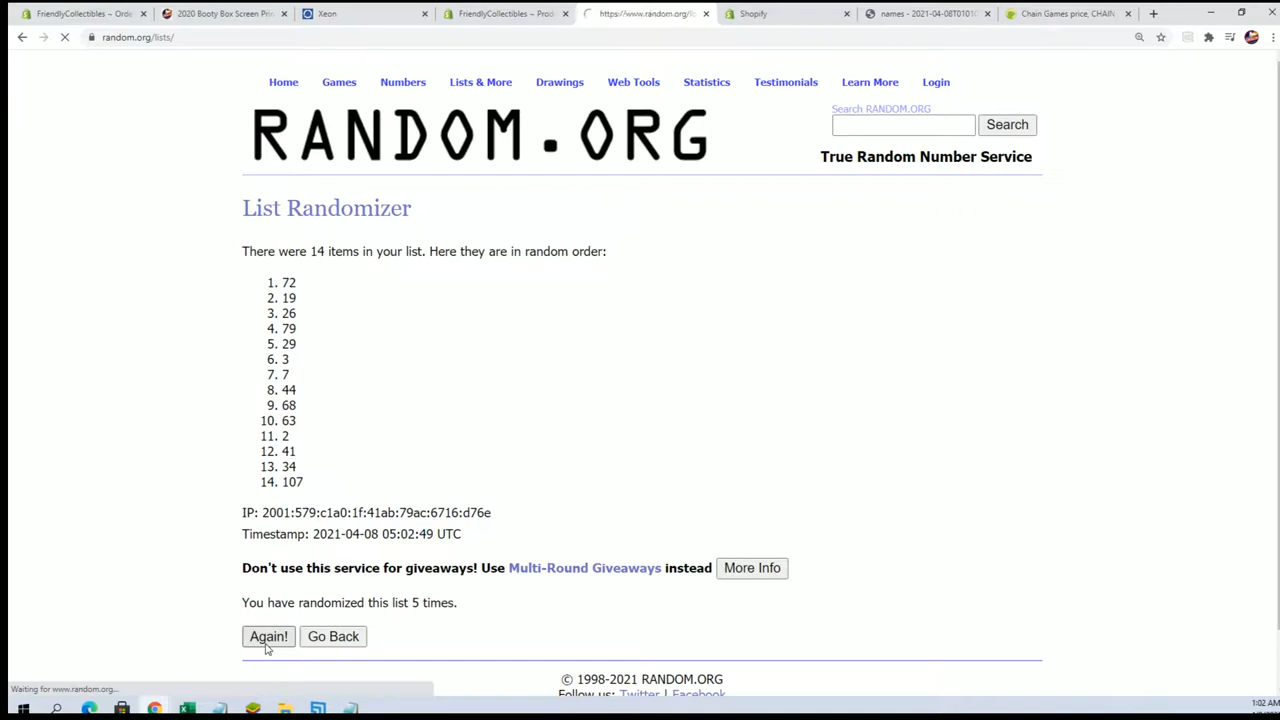 FriendlyCollectibles ~ Orde
2020 Booty Box Screen Prin
Xeon
FriendlyCollectibles ~ Prod
https://www.random.org/li
Shopify
names - 2021-04-08T0101
Chain Games price, CHAIN
random.org/lists/
Home Games Numbers Lists & More Drawings Web Tools Statistics Testimonials Learn More Login
RANDOM.ORG
Search RANDOM.ORG
Search
True Random Number Service
List Randomizer
There were 14 items in your list. Here they are in random order:
1. 72
2. 19
3. 26
4. 79
5. 29
6. 3
7. 7
8. 44
9. 68
10. 63
11. 2
12. 41
13. 34
14. 107
IP: 2001:579:c1a0:1f:41ab:79ac:6716:d76e
Timestamp: 2021-04-08 05:02:49 UTC
Don't use this service for giveaways! Use Multi-Round Giveaways instead More Info
You have randomized this list 5 times.
Again! Go Back
© 1998-2021 RANDOM.ORG
Follow us: Twitter | Facebook
Waiting for www.random.org...
1:02 AM